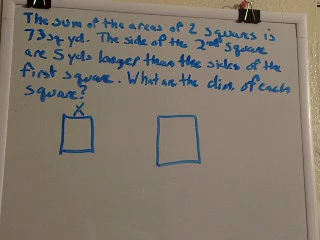 The sum of the areas of 2 squares is
73 sq yd. The side of the 2nd square
are 5 yds longer than the sides of the
first square. What are the dim. of each
square?
X